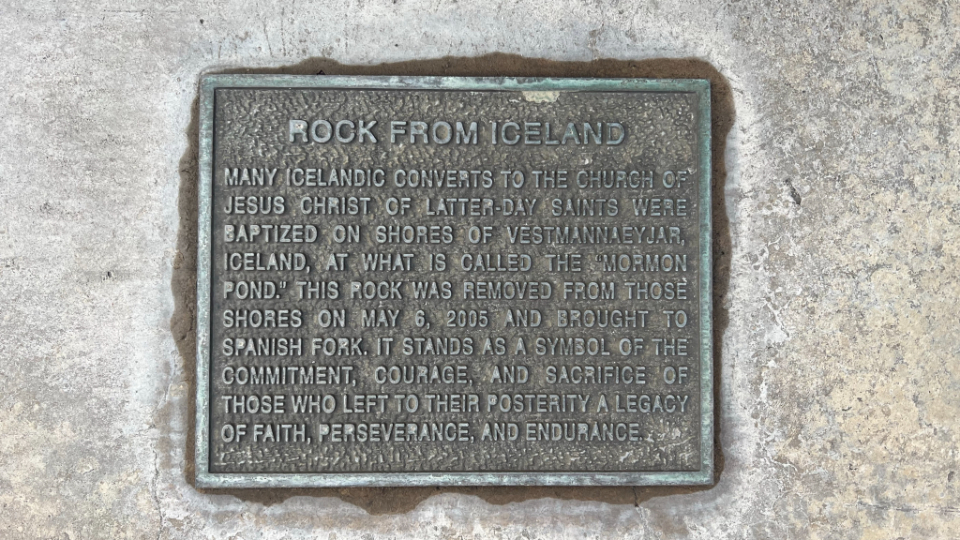 ROCK FROM ICELAND
MANY ICELANDIC CONVERTS TO THE CHURCH OF
JESUS CHRIST OF LATTER-DAY SAINTS WERE
BAPTIZED ON SHORES OF VESTMANNAEYJAR,
ICELAND, AT WHAT IS CALLED THE "MORMON
POND." THIS ROCK WAS REMOVED FROM THOSE
SHORES ON MAY 6, 2005 AND BROUGHT TO
SPANISH FORK. IT STANDS AS A SYMBOL OF THE
COMMITMENT, COURAGE, AND SACRIFICE OF
THOSE WHO LEFT TO THEIR POSTERITY A LEGACY
OF FAITH, PERSEVERANCE, AND ENDURANCE.